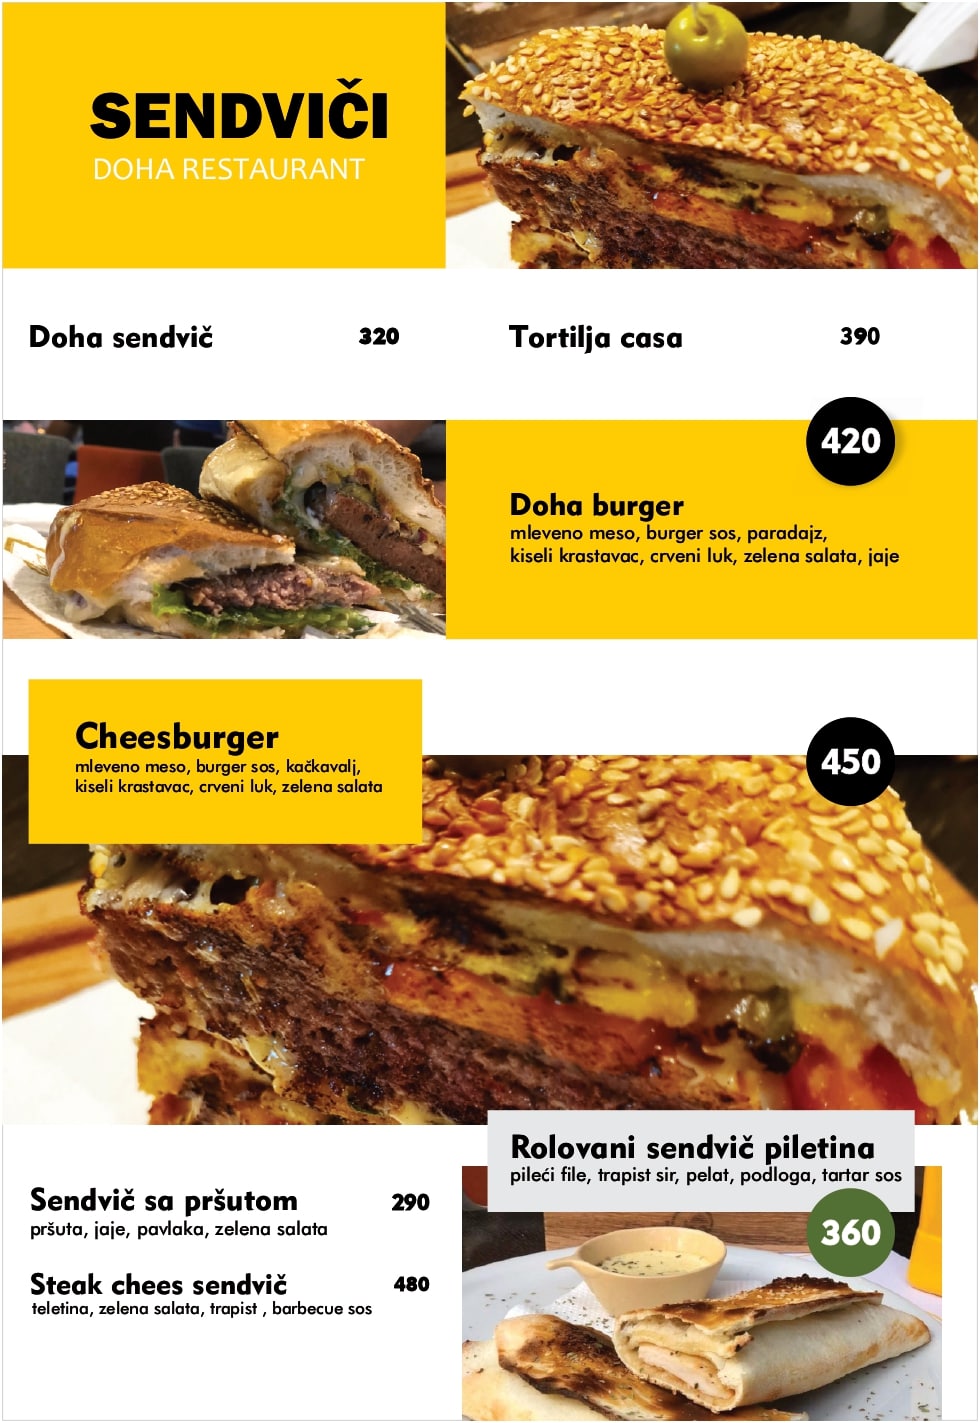 SENDVIČI
DOHA RESTAURANT
Doha sendvič 320
Tortilja casa 390
420
Doha burger
mleveno meso, burger sos, paradajz,
kiseli krastavac, crveni luk, zelena salata, jaje
Cheesburger
mleveno meso, burger sos, kačkavalj,
kiseli krastavac, crveni luk, zelena salata
450
Rolovani sendvič piletina
pileći file, trapist sir, pelat, podloga, tartar sos
360
Sendvič sa pršutom 290
pršuta, jaje, pavlaka, zelena salata
Steak chees sendvič 480
teletina, zelena salata, trapist , barbecue sos